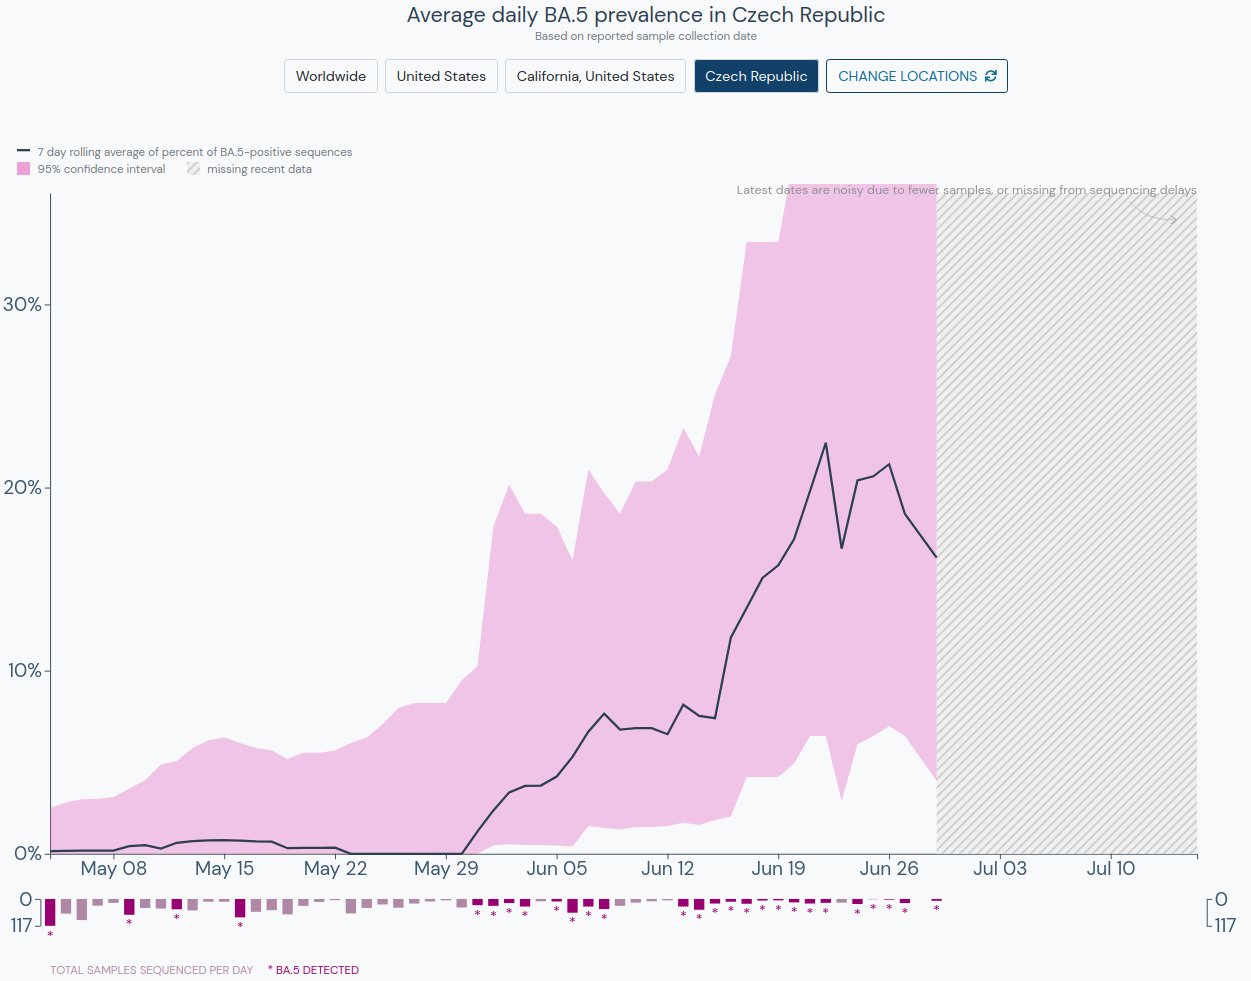 Average daily BA.5 prevalence in Czech Republic
Based on reported sample collection date
Worldwide
United States
California, United States
Czech Republic
CHANGE LOCATIONS
7 day rolling average of percent of BA.5-positive sequences
95% confidence interval
missing recent data
Latest dates are noisy due to fewer samples, or missing from sequencing delays
30%
20%
10%
0%
May 08
May 15
May 22
May 29
Jun 05
Jun 12
Jun 19
Jun 26
Jul 03
Jul 10
0
117
0
117
TOTAL SAMPLES SEQUENCED PER DAY
* BA.5 DETECTED